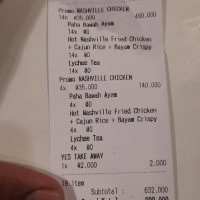 Promo NASHVILLE CHICKEN
14x @35.000 490.000
Paha Bawah Ayam
14x @0
Hot Nashville Fried Chicken
+ Cajun Rice + Bayam Crispy
14x @0
Lychee Tea
14x @0
Promo NASHVILLE CHICKEN
4x @35.000 140.000
Paha Bawah Ayam
4x @0
Hot Nashville Fried Chicken
+ Cajun Rice + Bayam Crispy
4x @0
Lychee Tea
4x @0
YES TAKE AWAY
1x @2.000 2.000
19 item
Subtotal : 632.000